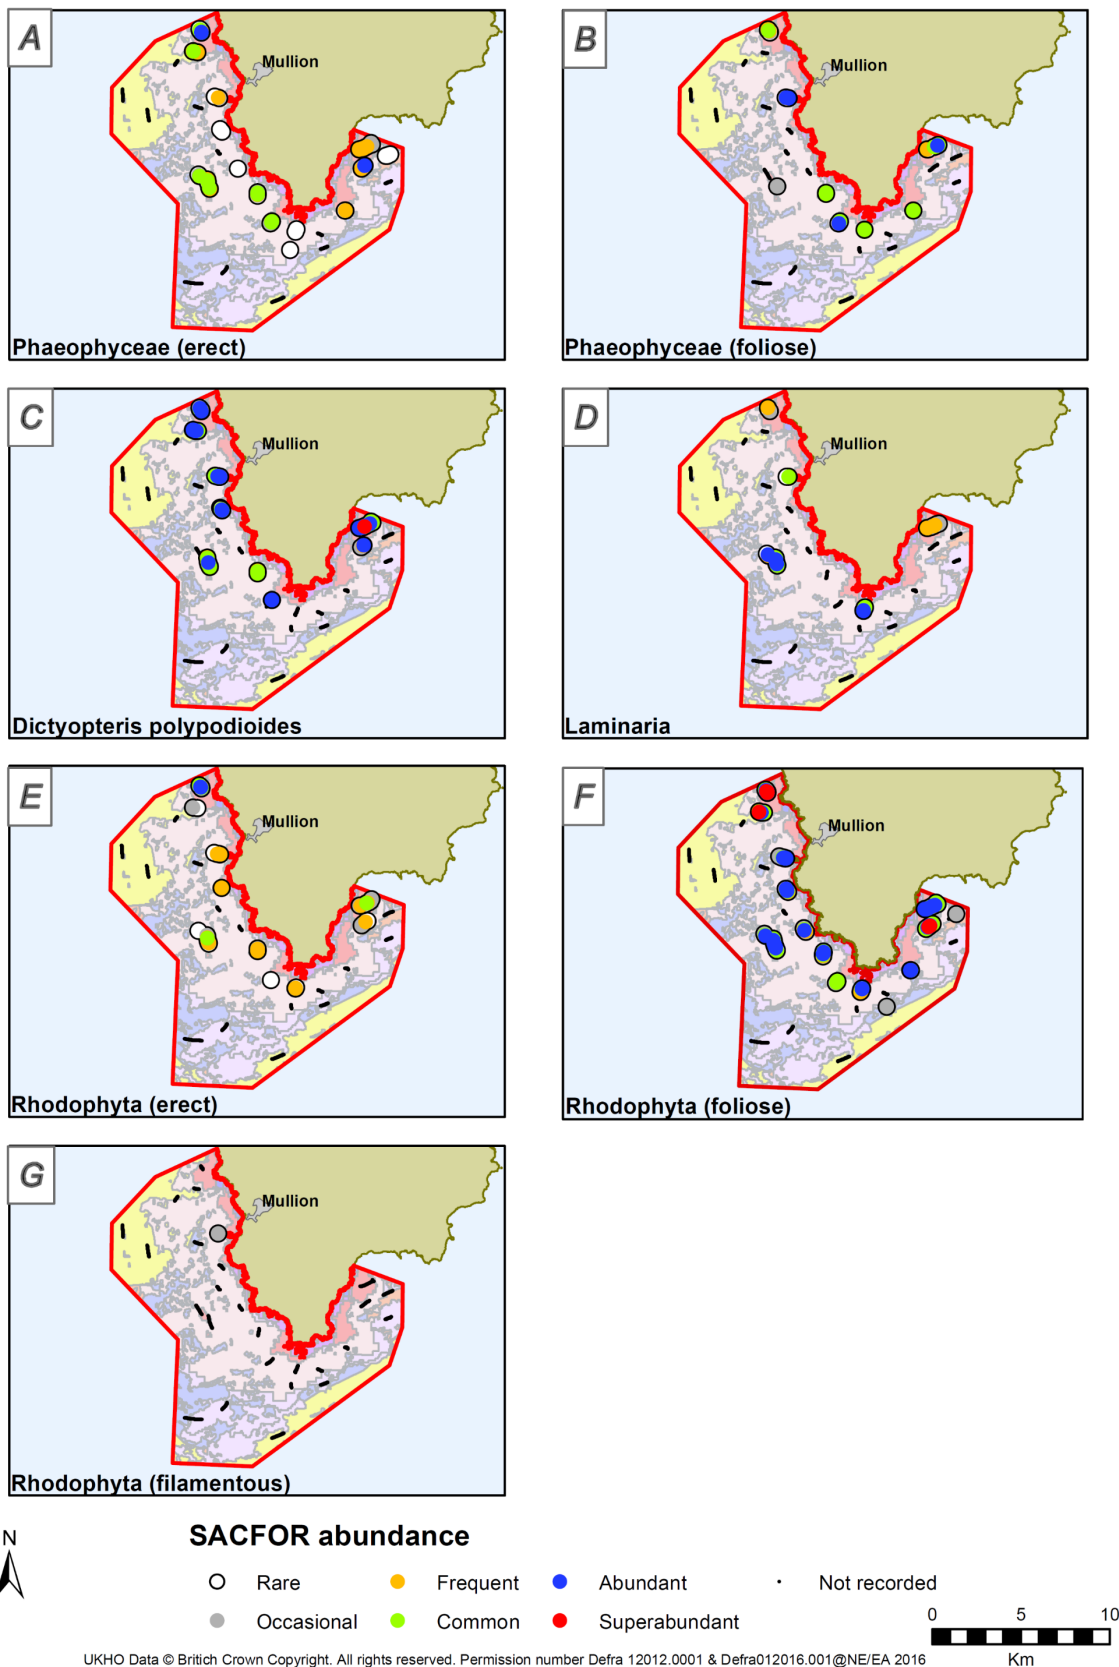 A
Mullion
Phaeophyceae (erect)
B
Mullion
Phaeophyceae (foliose)
C
Mullion
Dictyopteris polypodioides
D
Mullion
Laminaria
E
Mullion
Rhodophyta (erect)
F
Mullion
Rhodophyta (foliose)
G
Mullion
Rhodophyta (filamentous)
N
SACFOR abundance
Rare
Frequent
Abundant
Not recorded
Occasional
Common
Superabundant
0 5 10
Km
UKHO Data © Britich Crown Copyright. All rights reserved. Permission number Defra 12012.0001 & Defra012016.001@NE/EA 2016